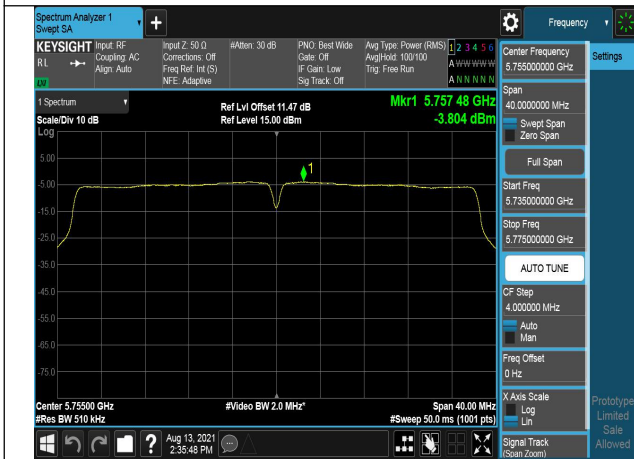 Spectrum Analyzer 1
Swept SA
Frequency
KEYSIGHT
R L
LXI
Input: RF
Coupling: AC
Align: Auto
Input Z: 50 Ω
Corrections: Off
Freq Ref: Int (S)
NFE: Adaptive
#Atten: 30 dB
PNO: Best Wide
Gate: Off
IF Gain: Low
Sig Track: Off
Avg Type: Power (RMS)
Avg|Hold: 100/100
Trig: Free Run
1 2 3 4 5 6
A W W W W W
A N N N N N
1 Spectrum
Scale/Div 10 dB
Log
Ref Lvl Offset 11.47 dB
Ref Level 15.00 dBm
Mkr1 5.757 48 GHz
-3.804 dBm
1
5.00
-5.00
-15.0
-25.0
-35.0
-45.0
-55.0
-65.0
-75.0
Center 5.75500 GHz
#Res BW 510 kHz
#Video BW 2.0 MHz*
Span 40.00 MHz
#Sweep 50.0 ms (1001 pts)
Aug 13, 2021
2:35:48 PM
Center Frequency
5.755000000 GHz
Span
40.0000000 MHz
Swept Span
Zero Span
Full Span
Start Freq
5.735000000 GHz
Stop Freq
5.775000000 GHz
AUTO TUNE
CF Step
4.000000 MHz
Auto
Man
Freq Offset
0 Hz
X Axis Scale
Log
Lin
Signal Track
(Span Zoom)
Settings
Prototype
Limited
Sale
Allowed